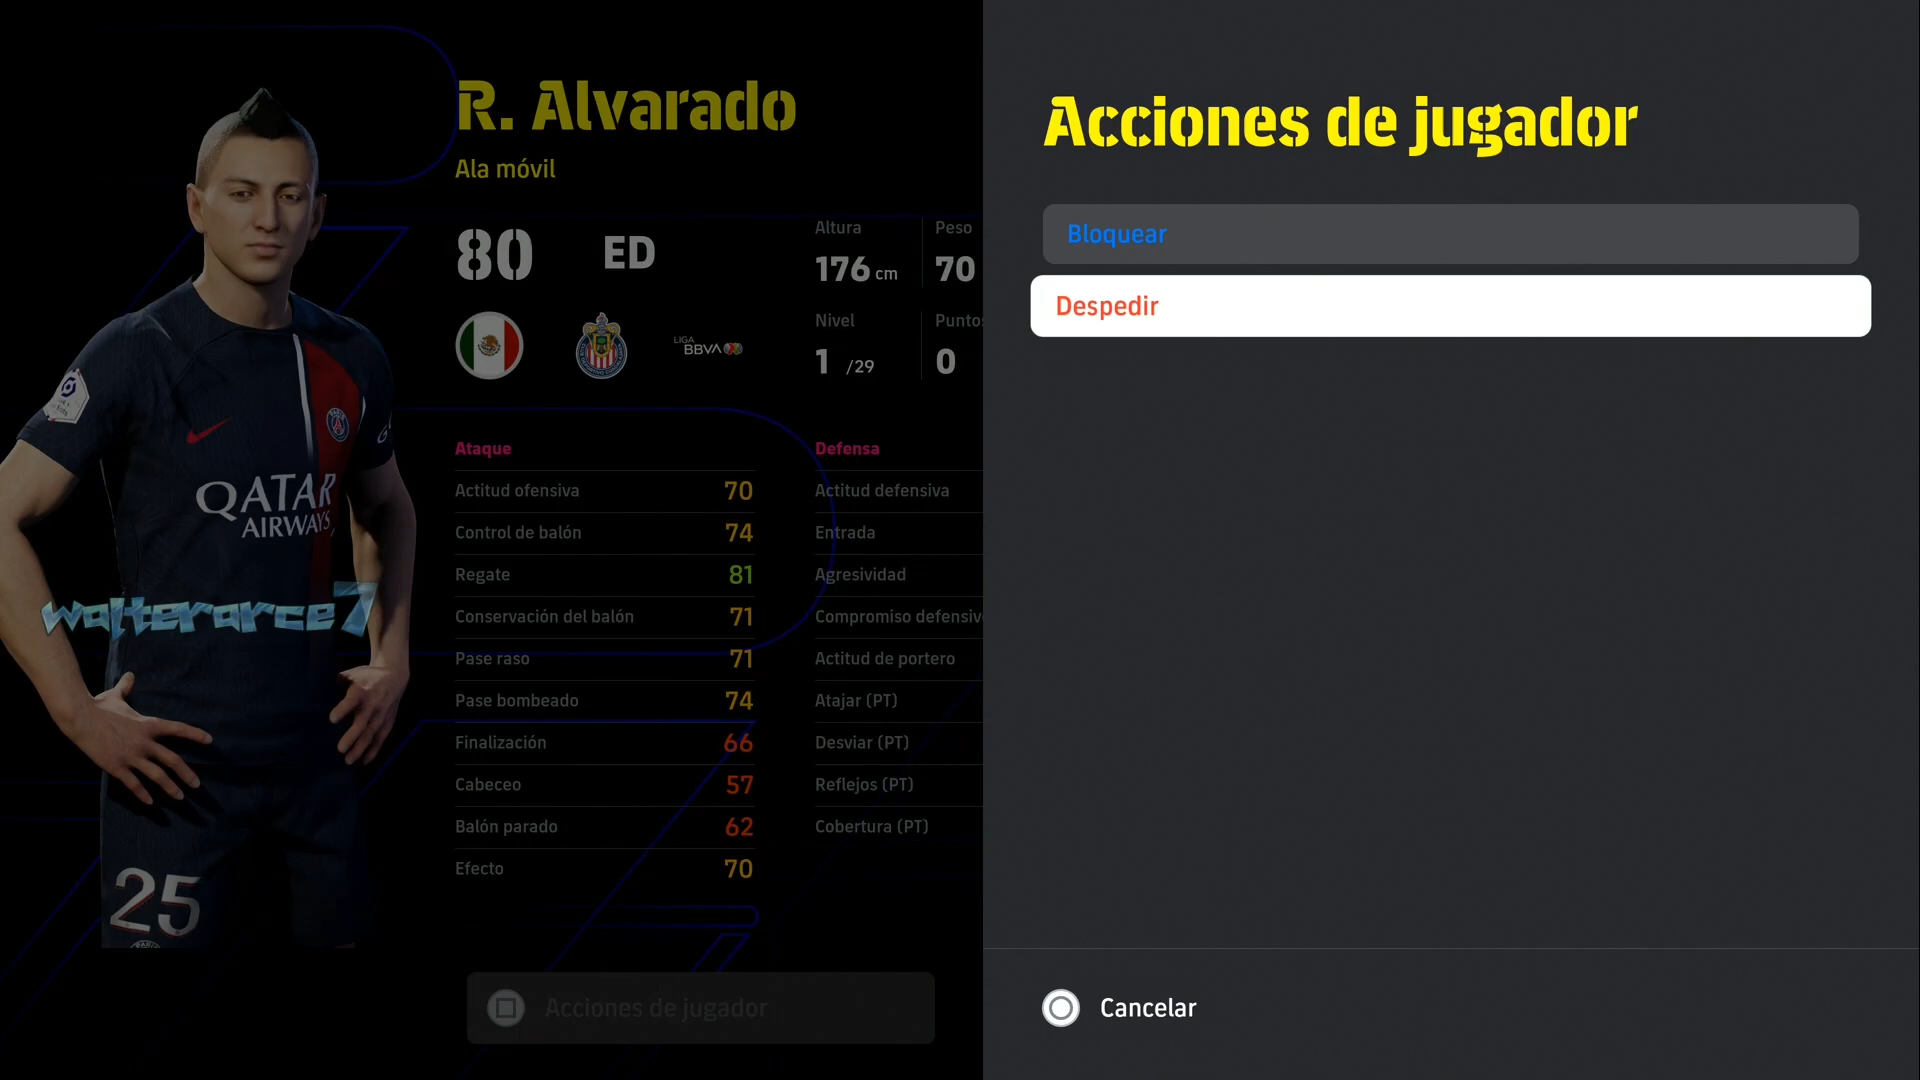 R. Alvarado
Ala móvil
80 ED
Altura Peso
176 cm 70
LIGA
BBVA
Nivel Puntos
1 /29 0
QATAR
AIRWAYS
walterarce7
25
Ataque
Actitud ofensiva 70
Control de balón 74
Regate 81
Conservación del balón 71
Pase raso 71
Pase bombeado 74
Finalización 66
Cabeceo 57
Balón parado 62
Efecto 70
Defensa
Actitud defensiva
Entrada
Agresividad
Compromiso defensiv
Actitud de portero
Atajar (PT)
Desviar (PT)
Reflejos (PT)
Cobertura (PT)
Acciones de jugador
Acciones de jugador
Bloquear
Despedir
Cancelar